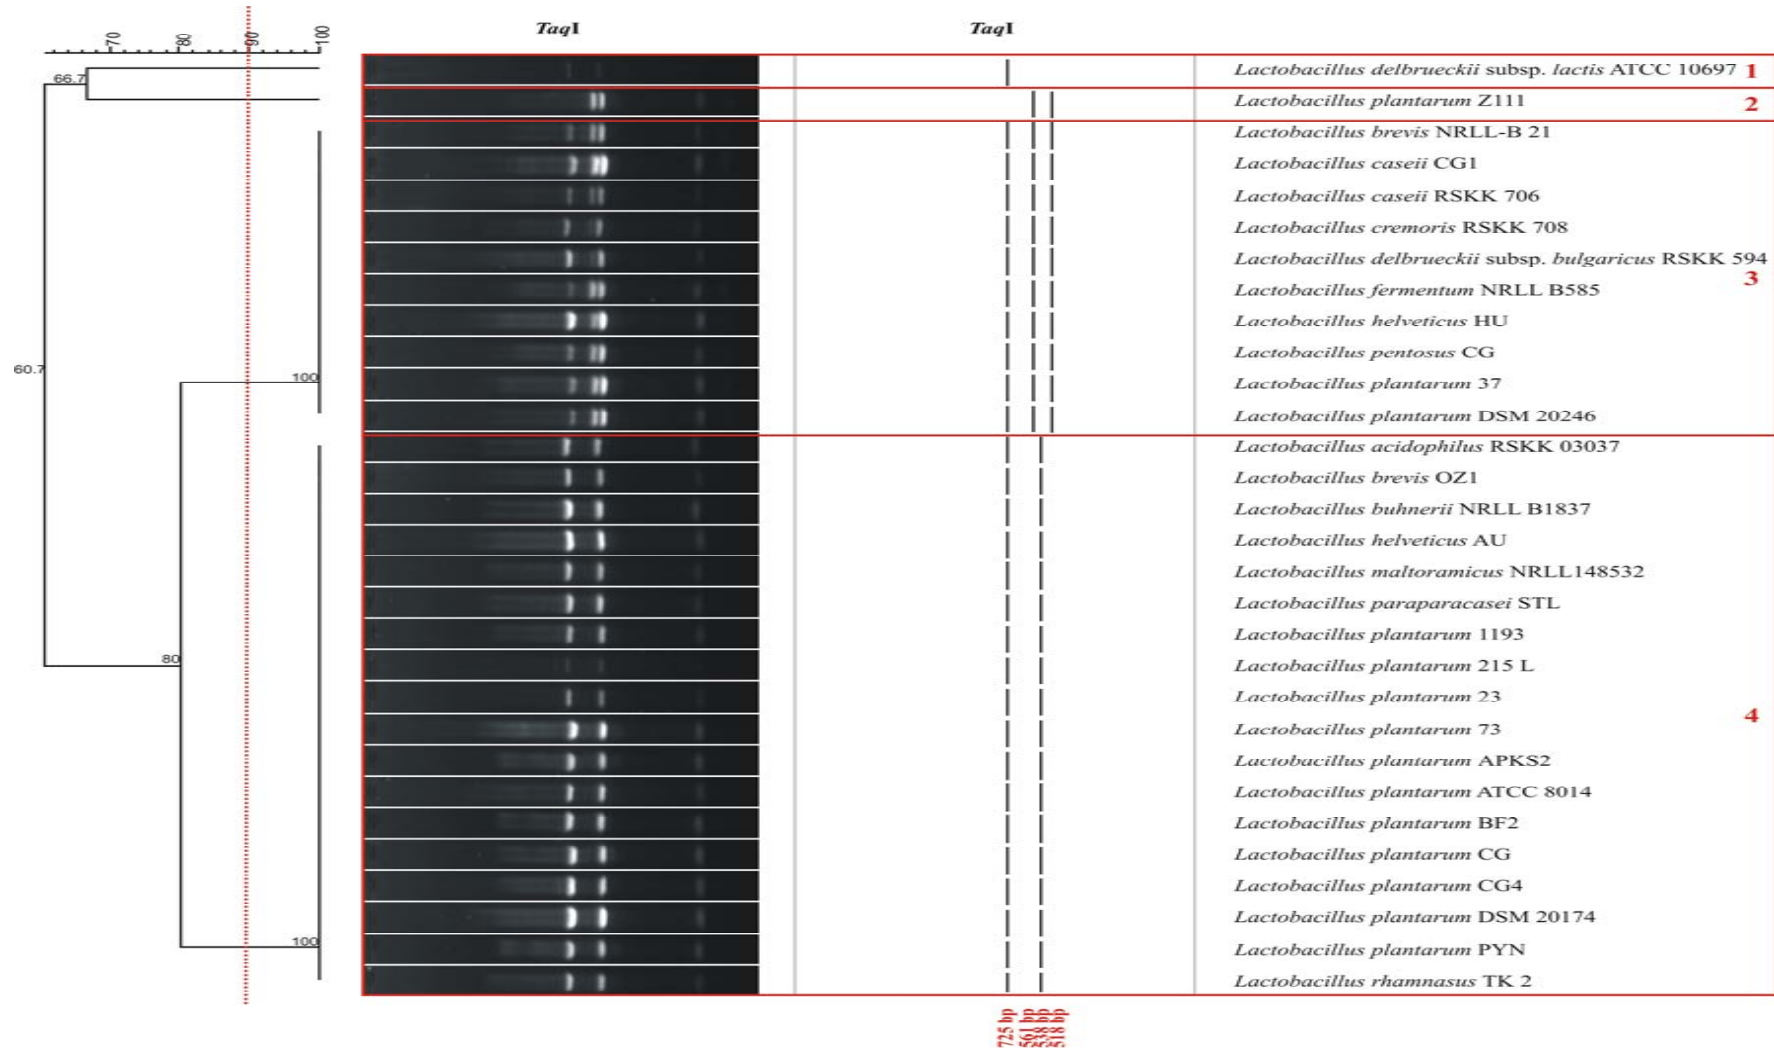 TaqI TaqI
70 80 90 100
66.7
Lactobacillus delbrueckii subsp. lactis ATCC 10697 1
Lactobacillus plantarum Z111 2
Lactobacillus brevis NRLL-B 21
Lactobacillus caseii CG1
Lactobacillus caseii RSKK 706
Lactobacillus cremoris RSKK 708
Lactobacillus delbrueckii subsp. bulgaricus RSKK 594
3
Lactobacillus fermentum NRLL B585
Lactobacillus helveticus HU
Lactobacillus pentosus CG
60.7
100
Lactobacillus plantarum 37
Lactobacillus plantarum DSM 20246
Lactobacillus acidophilus RSKK 03037
Lactobacillus brevis OZ1
Lactobacillus buhnerii NRLL B1837
Lactobacillus helveticus AU
Lactobacillus maltoramicus NRLL148532
Lactobacillus paraparacasei STL
Lactobacillus plantarum 1193
80
Lactobacillus plantarum 215 L
Lactobacillus plantarum 23
4
Lactobacillus plantarum 73
Lactobacillus plantarum APKS2
Lactobacillus plantarum ATCC 8014
Lactobacillus plantarum BF2
Lactobacillus plantarum CG
Lactobacillus plantarum CG4
Lactobacillus plantarum DSM 20174
100
Lactobacillus plantarum PYN
Lactobacillus rhamnasus TK 2
725 bp
561 bp
538 bp
518 bp